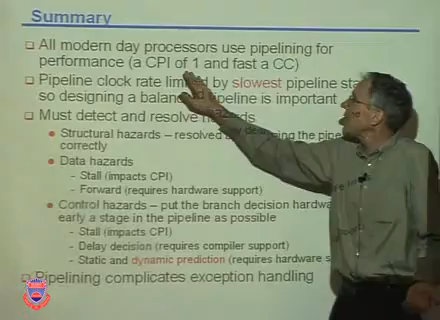 Summary
All modern day processors use pipelining for
performance (a CPI of 1 and fast a CC)
Pipeline clock rate limited by slowest pipeline
so designing a balanced pipeline is important
Must detect and resolve hazards
Structural hazards – resolved by designing the
correctly
Data hazards
- Stall (impacts CPI)
- Forward (requires hardware support)
Control hazards – put the branch decision
early a stage in the pipeline as possible
- Stall (impacts CPI)
- Delay decision (requires compiler support)
- Static and dynamic prediction (requires hardware
Pipelining complicates exception handling